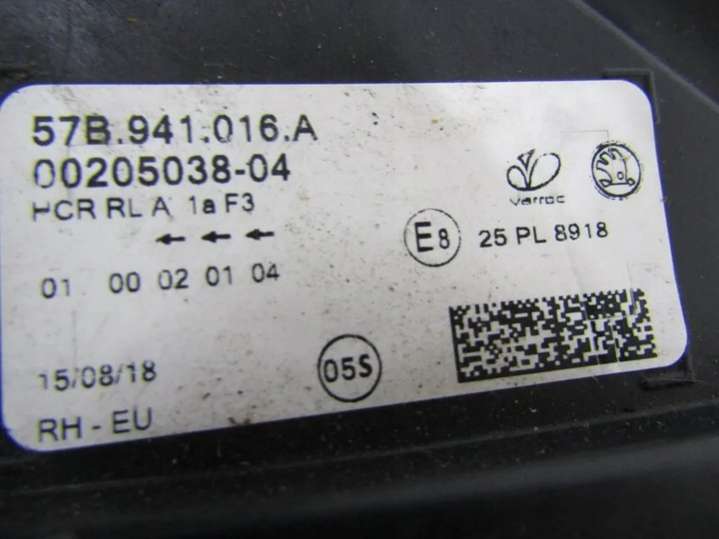 57B.941.016.A
00205038-04
HCR RL A 1a F3
varroc
E8 25 PL 8918
01 00 02 01 04
15/08/18
05S
RH - EU